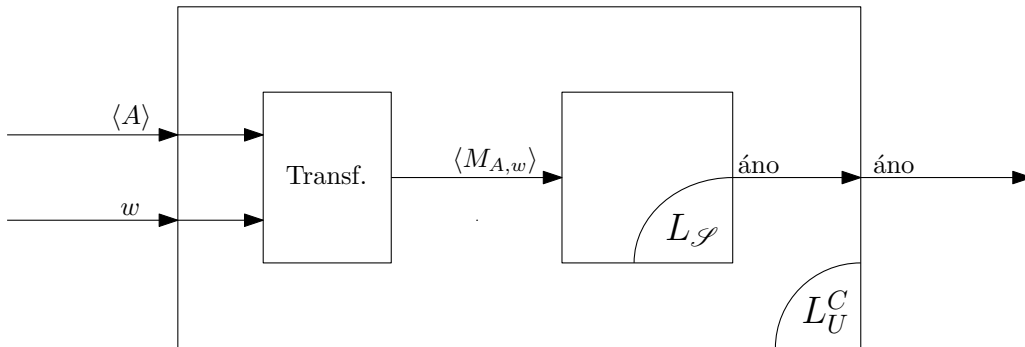 ⟨A⟩
Transf.
⟨M_{A,w}⟩
áno
áno
w
L_𝒮
L_U^C